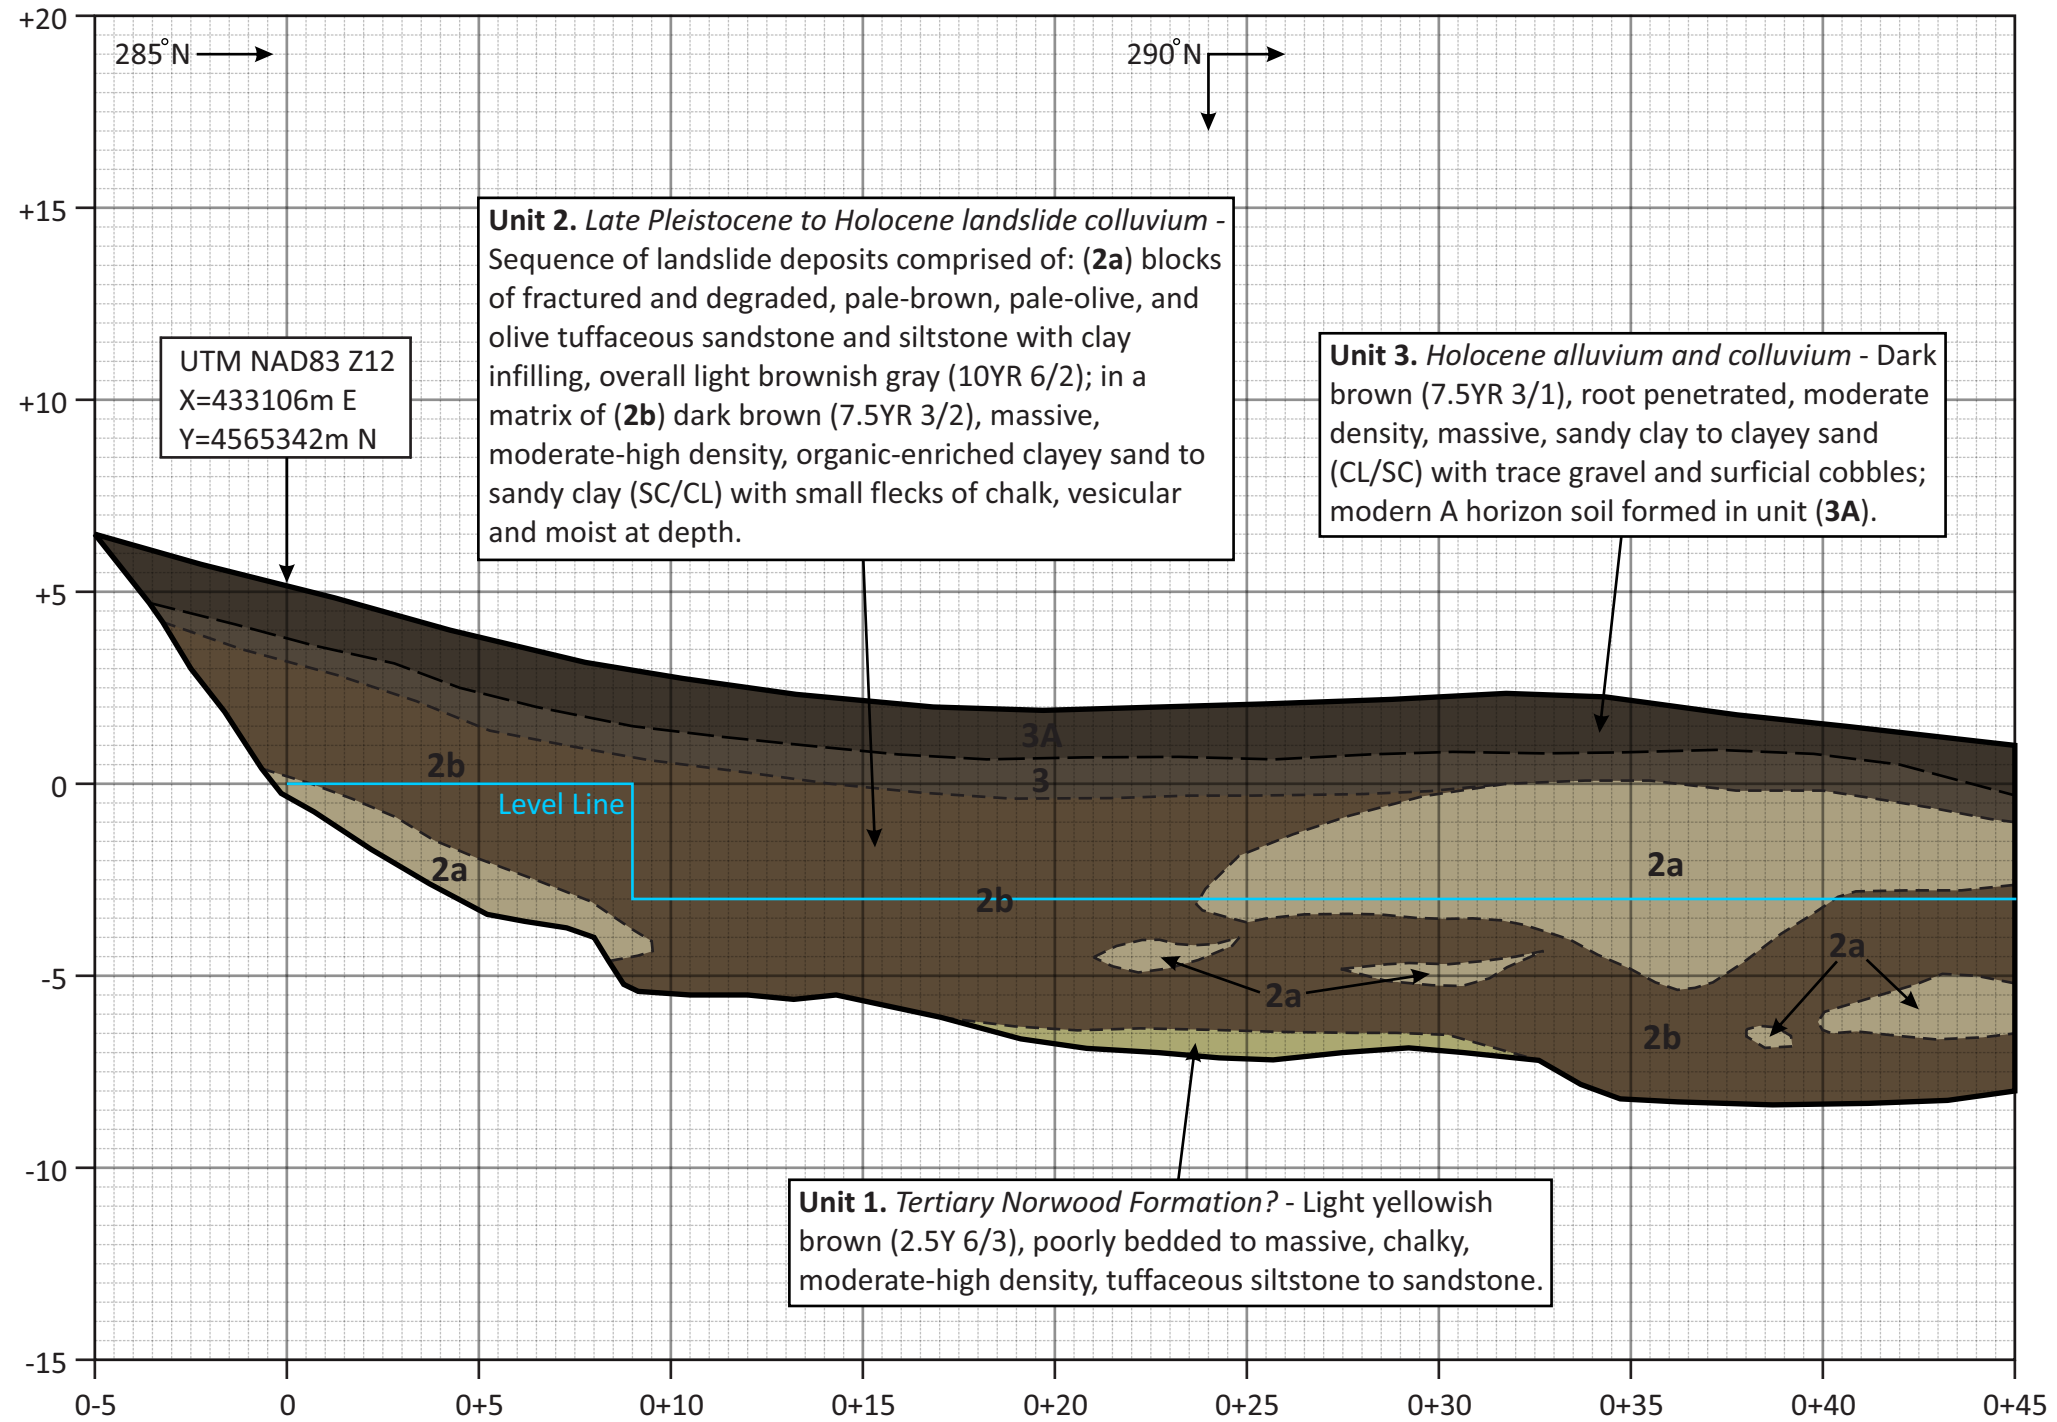 +20
285°N
290°N
+15
Unit 2. Late Pleistocene to Holocene landslide colluvium -
Sequence of landslide deposits comprised of: (2a) blocks
of fractured and degraded, pale-brown, pale-olive, and
olive tuffaceous sandstone and siltstone with clay
infilling, overall light brownish gray (10YR 6/2); in a
matrix of (2b) dark brown (7.5YR 3/2), massive,
moderate-high density, organic-enriched clayey sand to
sandy clay (SC/CL) with small flecks of chalk, vesicular
and moist at depth.
UTM NAD83 Z12
X=433106m E
Y=4565342m N
Unit 3. Holocene alluvium and colluvium - Dark
brown (7.5YR 3/1), root penetrated, moderate
density, massive, sandy clay to clayey sand
(CL/SC) with trace gravel and surficial cobbles;
modern A horizon soil formed in unit (3A).
+10
+5
3A
2b
3
0
Level Line
2a
2a
2b
2a
-5
2a
2b
-10
Unit 1. Tertiary Norwood Formation? - Light yellowish
brown (2.5Y 6/3), poorly bedded to massive, chalky,
moderate-high density, tuffaceous siltstone to sandstone.
-15
0-5 0 0+5 0+10 0+15 0+20 0+25 0+30 0+35 0+40 0+45